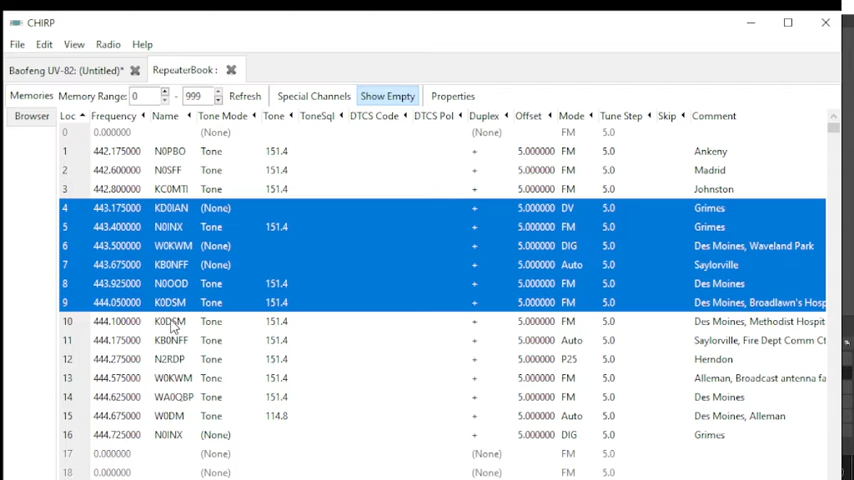 CHIRP
File Edit View Radio Help
Baofeng UV-82: (Untitled)* RepeaterBook :
Memories Memory Range: 0 - 999 Refresh Special Channels Show Empty Properties
Browser Loc Frequency Name Tone Mode Tone ToneSql DTCS Code DTCS Pol Duplex Offset Mode Tune Step Skip Comment
0 0.000000 (None) (None) FM
1 442.175000 N0PBO Tone 151.4 + 5.000000 FM 5.0 Ankeny
2 442.600000 N0SFF Tone 151.4 + 5.000000 FM 5.0 Madrid
3 442.800000 KC0MTI Tone 151.4 + 5.000000 FM 5.0 Johnston
4 443.175000 KD0IAN (None) + 5.000000 DV 5.0 Grimes
5 443.400000 N0INX Tone 151.4 + 5.000000 FM 5.0 Grimes
6 443.500000 W0KWM (None) + 5.000000 DIG 5.0 Des Moines, Waveland Park
7 443.675000 KB0NFF (None) + 5.000000 Auto 5.0 Saylorville
8 443.925000 N0OOD Tone 151.4 + 5.000000 FM 5.0 Des Moines
9 444.050000 K0DSM Tone 151.4 + 5.000000 FM 5.0 Des Moines, Broadlawn's Hosp
10 444.100000 K0DSM Tone 151.4 + 5.000000 FM 5.0 Des Moines, Methodist Hospit
11 444.175000 KB0NFF Tone 151.4 + 5.000000 Auto 5.0 Saylorville, Fire Dept Comm Ct
12 444.275000 N2RDP Tone 151.4 + 5.000000 P25 5.0 Herndon
13 444.575000 W0KWM Tone 151.4 + 5.000000 FM 5.0 Alleman, Broadcast antenna fa
14 444.625000 WA0QBP Tone 151.4 + 5.000000 FM 5.0 Des Moines
15 444.675000 W0DM Tone 114.8 + 5.000000 Auto 5.0 Des Moines, Alleman
16 444.725000 N0INX (None) + 5.000000 DIG 5.0 Grimes
17 0.000000 (None) (None) FM
18 0.000000 (None) (None) FM